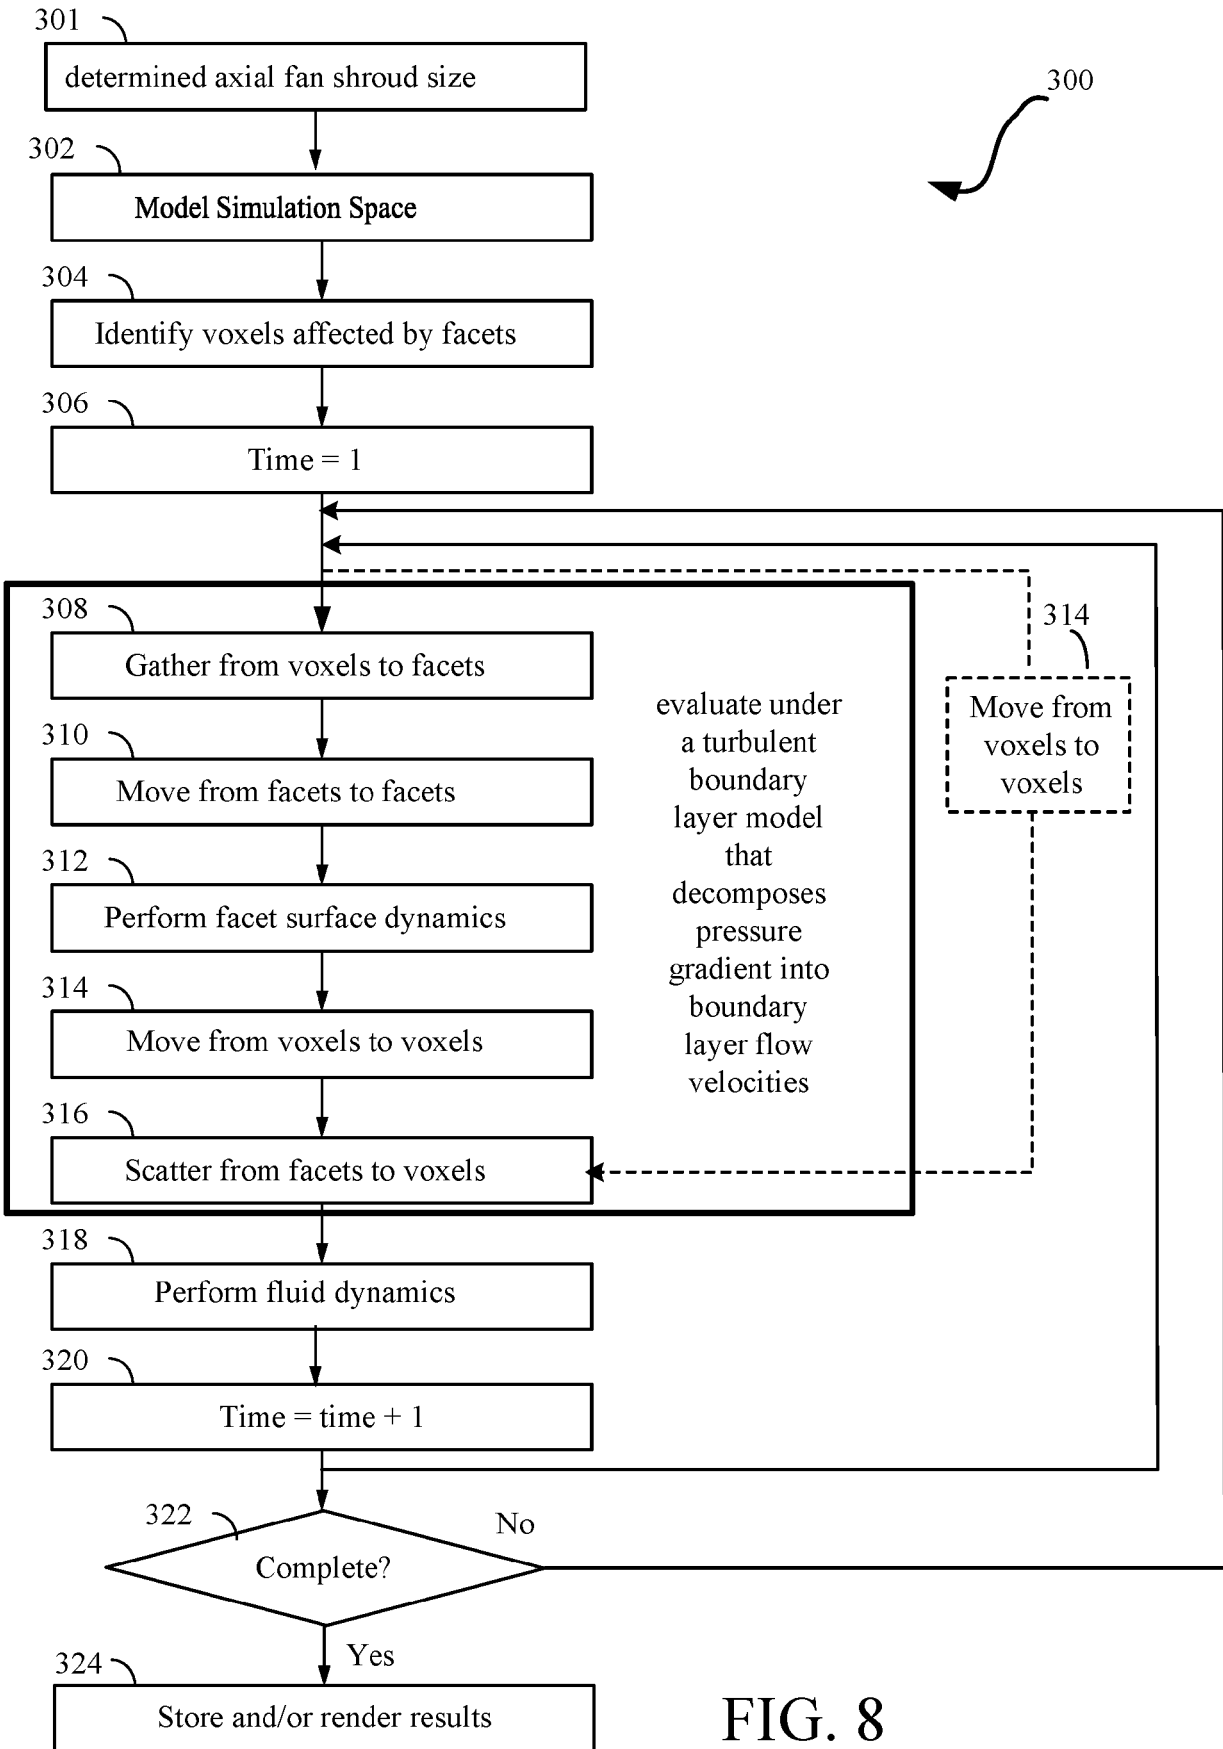 301
determined axial fan shroud size
300
302
Model Simulation Space
304
Identify voxels affected by facets
306
Time = 1
308
Gather from voxels to facets
310
Move from facets to facets
312
Perform facet surface dynamics
314
Move from voxels to voxels
316
Scatter from facets to voxels
evaluate under
a turbulent
boundary
layer model
that
decomposes
pressure
gradient into
boundary
layer flow
velocities
314
Move from
voxels to
voxels
318
Perform fluid dynamics
320
Time = time + 1
322
Complete?
No
Yes
324
Store and/or render results
FIG. 8